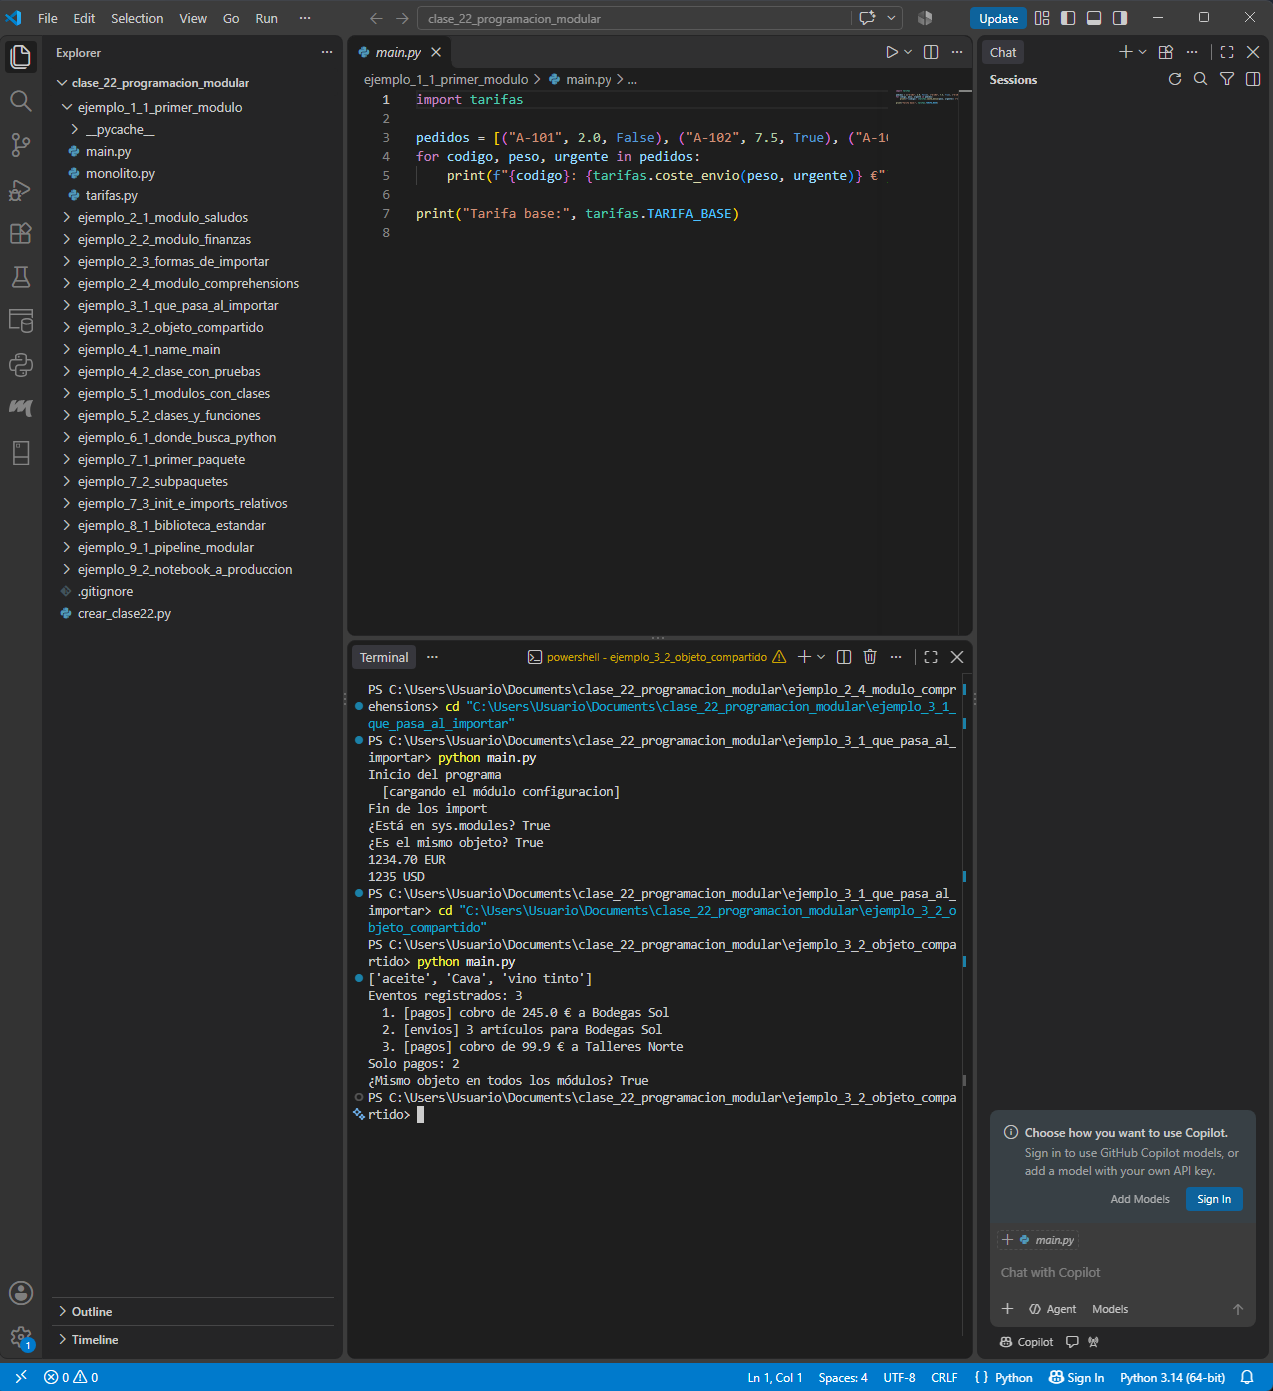 File Edit Selection View Go Run ···
clase_22_programacion_modular
Update
Explorer
clase_22_programacion_modular
ejemplo_1_1_primer_modulo
__pycache__
main.py
monolito.py
tarifas.py
ejemplo_2_1_modulo_saludos
ejemplo_2_2_modulo_finanzas
ejemplo_2_3_formas_de_importar
ejemplo_2_4_modulo_comprehensions
ejemplo_3_1_que_pasa_al_importar
ejemplo_3_2_objeto_compartido
ejemplo_4_1_name_main
ejemplo_4_2_clase_con_pruebas
ejemplo_5_1_modulos_con_clases
ejemplo_5_2_clases_y_funciones
ejemplo_6_1_donde_busca_python
ejemplo_7_1_primer_paquete
ejemplo_7_2_subpaquetes
ejemplo_7_3_init_e_imports_relativos
ejemplo_8_1_biblioteca_estandar
ejemplo_9_1_pipeline_modular
ejemplo_9_2_notebook_a_produccion
.gitignore
crear_clase22.py
Outline
Timeline
main.py
ejemplo_1_1_primer_modulo > main.py > ...
1 import tarifas
2
3 pedidos = [("A-101", 2.0, False), ("A-102", 7.5, True), ("A-10
4 for codigo, peso, urgente in pedidos:
5 print(f"{codigo}: {tarifas.coste_envio(peso, urgente)} €"
6
7 print("Tarifa base:", tarifas.TARIFA_BASE)
8
Terminal
powershell - ejemplo_3_2_objeto_compartido
PS C:\Users\Usuario\Documents\clase_22_programacion_modular\ejemplo_2_4_modulo_compr
ehensions> cd "C:\Users\Usuario\Documents\clase_22_programacion_modular\ejemplo_3_1_
que_pasa_al_importar"
PS C:\Users\Usuario\Documents\clase_22_programacion_modular\ejemplo_3_1_que_pasa_al_
importar> python main.py
Inicio del programa
[cargando el módulo configuracion]
Fin de los import
¿Está en sys.modules? True
¿Es el mismo objeto? True
1234.70 EUR
1235 USD
PS C:\Users\Usuario\Documents\clase_22_programacion_modular\ejemplo_3_1_que_pasa_al_
importar> cd "C:\Users\Usuario\Documents\clase_22_programacion_modular\ejemplo_3_2_o
bjeto_compartido"
PS C:\Users\Usuario\Documents\clase_22_programacion_modular\ejemplo_3_2_objeto_compa
rtido> python main.py
['aceite', 'Cava', 'vino tinto']
Eventos registrados: 3
1. [pagos] cobro de 245.0 € a Bodegas Sol
2. [envios] 3 artículos para Bodegas Sol
3. [pagos] cobro de 99.9 € a Talleres Norte
Solo pagos: 2
¿Mismo objeto en todos los módulos? True
PS C:\Users\Usuario\Documents\clase_22_programacion_modular\ejemplo_3_2_objeto_compa
rtido>
Chat
Sessions
Choose how you want to use Copilot.
Sign in to use GitHub Copilot models, or
add a model with your own API key.
Add Models Sign In
main.py
Chat with Copilot
Agent Models
Copilot
1
0 0
Ln 1, Col 1 Spaces: 4 UTF-8 CRLF { } Python Sign In Python 3.14 (64-bit)